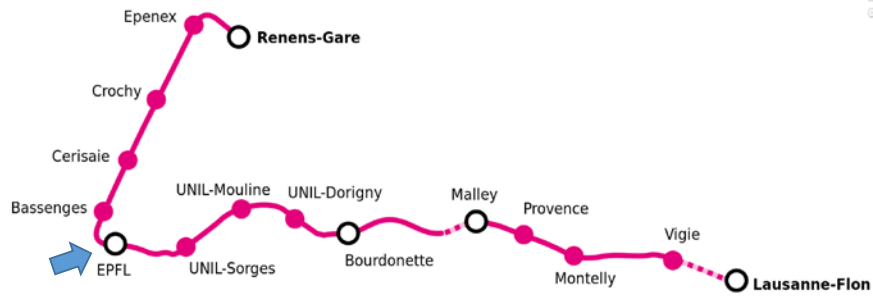 Epenex
Renens-Gare
Crochy
Cerisaie
Bassenges
EPFL
UNIL-Sorges
UNIL-Mouline
UNIL-Dorigny
Bourdonette
Malley
Provence
Montelly
Vigie
Lausanne-Flon